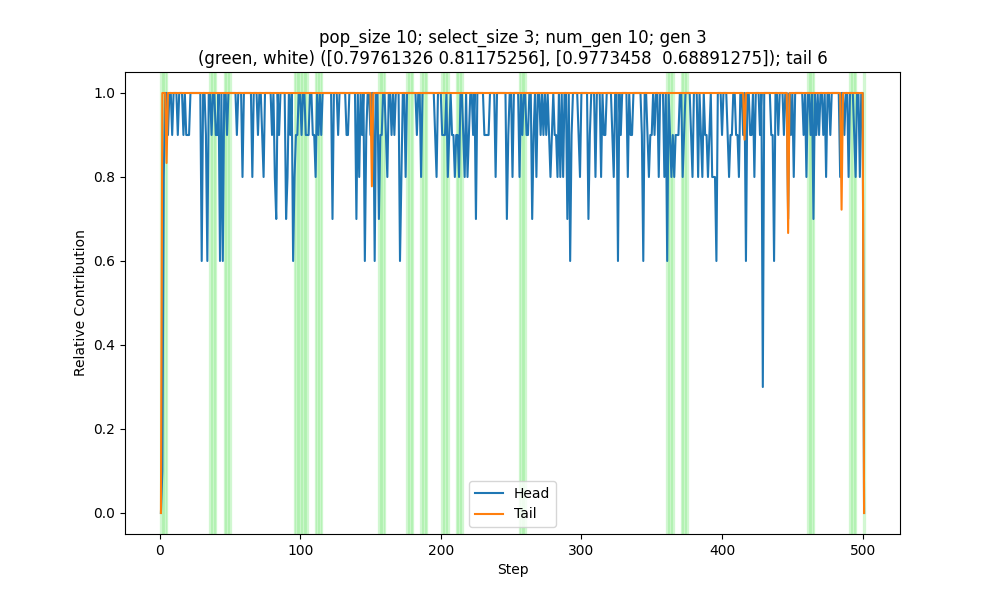 pop_size 10; select_size 3; num_gen 10; gen 3
(green, white) ([0.79761326 0.81175256], [0.9773458  0.68891275]); tail 6
1.0
0.8
0.6
0.4
0.2
0.0
Relative Contribution
Head
Tail
0 100 200 300 400 500
Step